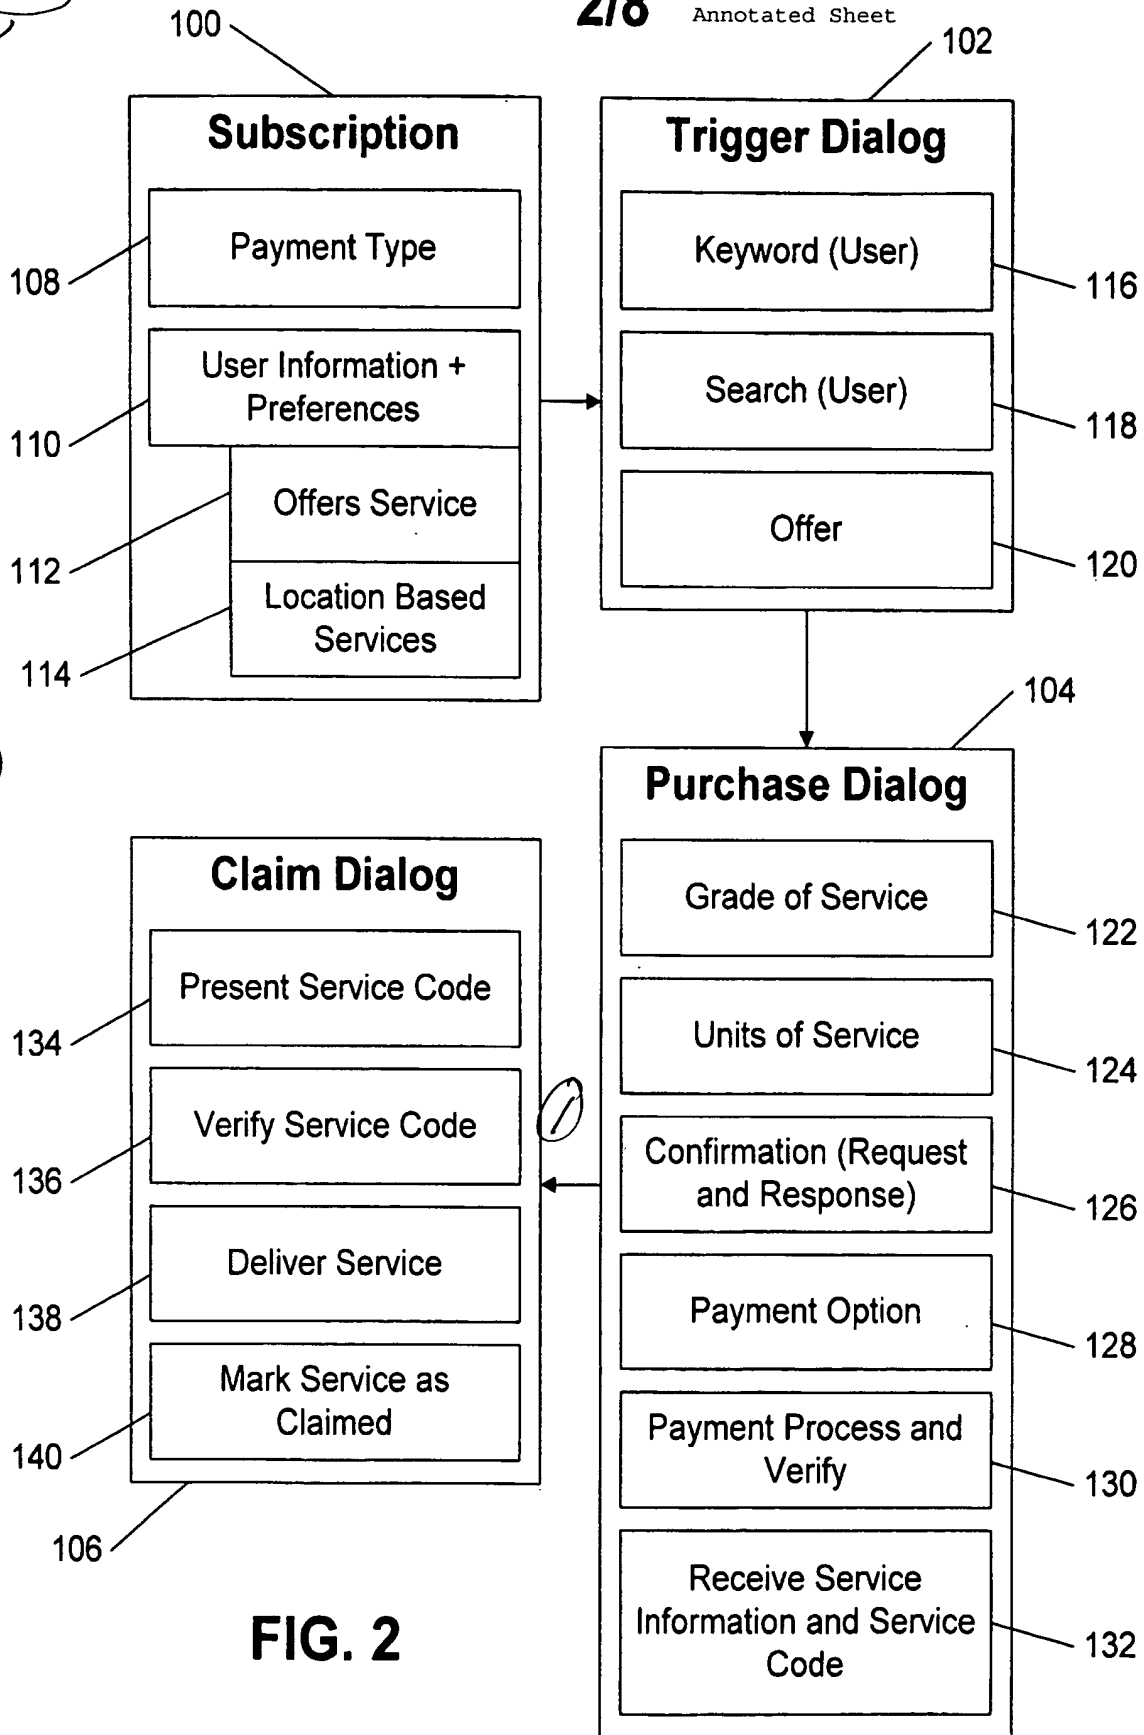 2/8 Annotated Sheet
100
102
Subscription
Payment Type
108
User Information +
Preferences
110
Offers Service
112
Location Based
Services
114
Trigger Dialog
Keyword (User)
116
Search (User)
118
Offer
120
104
Purchase Dialog
Grade of Service
122
Units of Service
124
Confirmation (Request
and Response)
126
Payment Option
128
Payment Process and
Verify
130
Receive Service
Information and Service
Code
132
Claim Dialog
Present Service Code
134
Verify Service Code
136
Deliver Service
138
Mark Service as
Claimed
140
106
FIG. 2